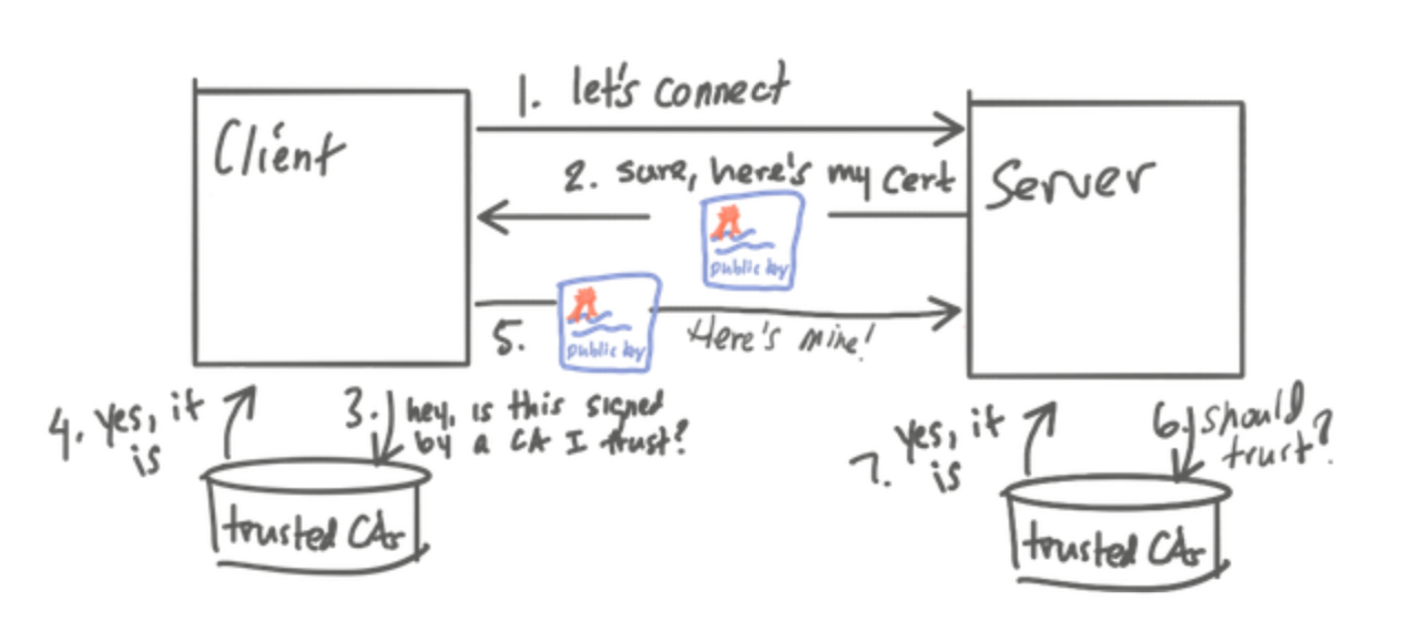 1. let's connect
Client
2. sure, here's my cert
Server
public key
5.
public key
Here's mine!
4. yes, it
is
3. hey, is this signed
by a CA I trust?
7. yes, it
is
6. should
trust?
trusted CAs
trusted CAs